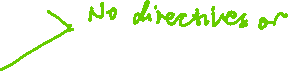 No directives or